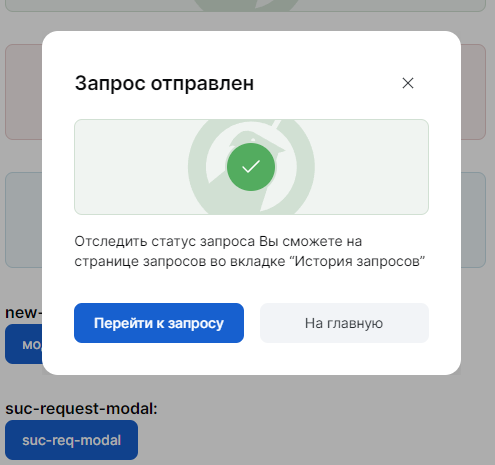 Запрос отправлен
Отследить статус запроса Вы сможете на
странице запросов во вкладке “История запросов”
Перейти к запросу
На главную
new-
suc-request-modal:
suc-req-modal